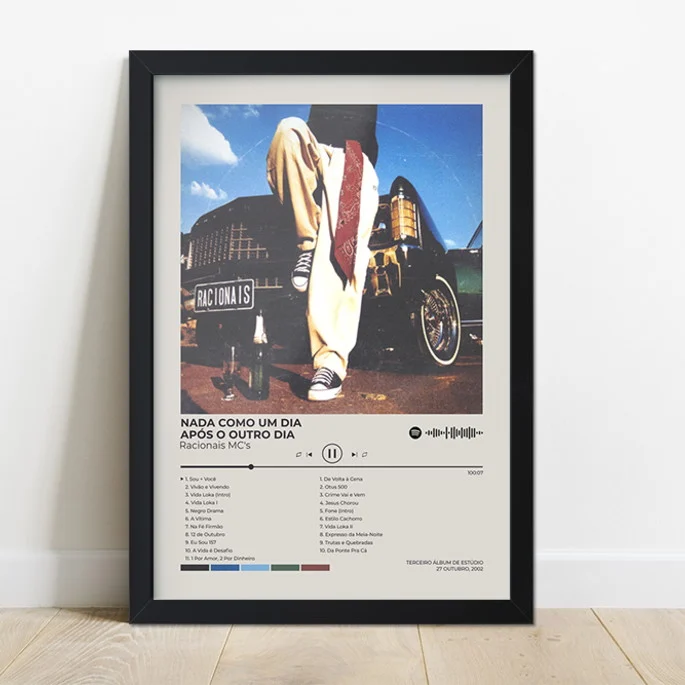 RACIONAIS
NADA COMO UM DIA
APÓS O OUTRO DIA
Racionais MC's
100:07
1. Sou + Você
2. Vivão e Vivendo
3. Vida Loka (Intro)
4. Vida Loka I
5. Negro Drama
6. A Vítima
7. Na Fé Firmão
8. 12 de Outubro
9. Eu Sou 157
10. A Vida é Desafio
11. 1 Por Amor, 2 Por Dinheiro
1. De Volta à Cena
2. Otus 500
3. Crime Vai e Vem
4. Jesus Chorou
5. Fone (Intro)
6. Estilo Cachorro
7. Vida Loka II
8. Expresso da Meia-Noite
9. Trutas e Quebradas
10. Da Ponte Pra Cá
TERCEIRO ÁLBUM DE ESTÚDIO
27 OUTUBRO, 2002